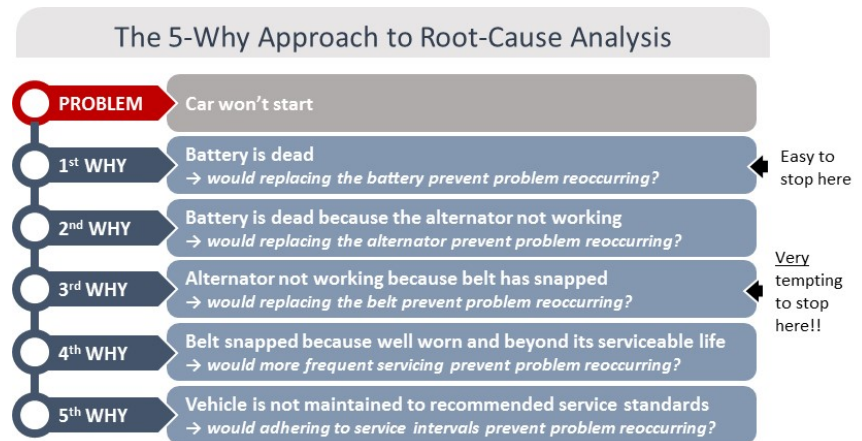 The 5-Why Approach to Root-Cause Analysis
PROBLEM
Car won't start
1st WHY
Battery is dead
→ would replacing the battery prevent problem reoccurring?
Easy to
stop here
2nd WHY
Battery is dead because the alternator not working
→ would replacing the alternator prevent problem reoccurring?
3rd WHY
Alternator not working because belt has snapped
→ would replacing the belt prevent problem reoccurring?
Very
tempting
to stop
here!!
4th WHY
Belt snapped because well worn and beyond its serviceable life
→ would more frequent servicing prevent problem reoccurring?
5th WHY
Vehicle is not maintained to recommended service standards
→ would adhering to service intervals prevent problem reoccurring?